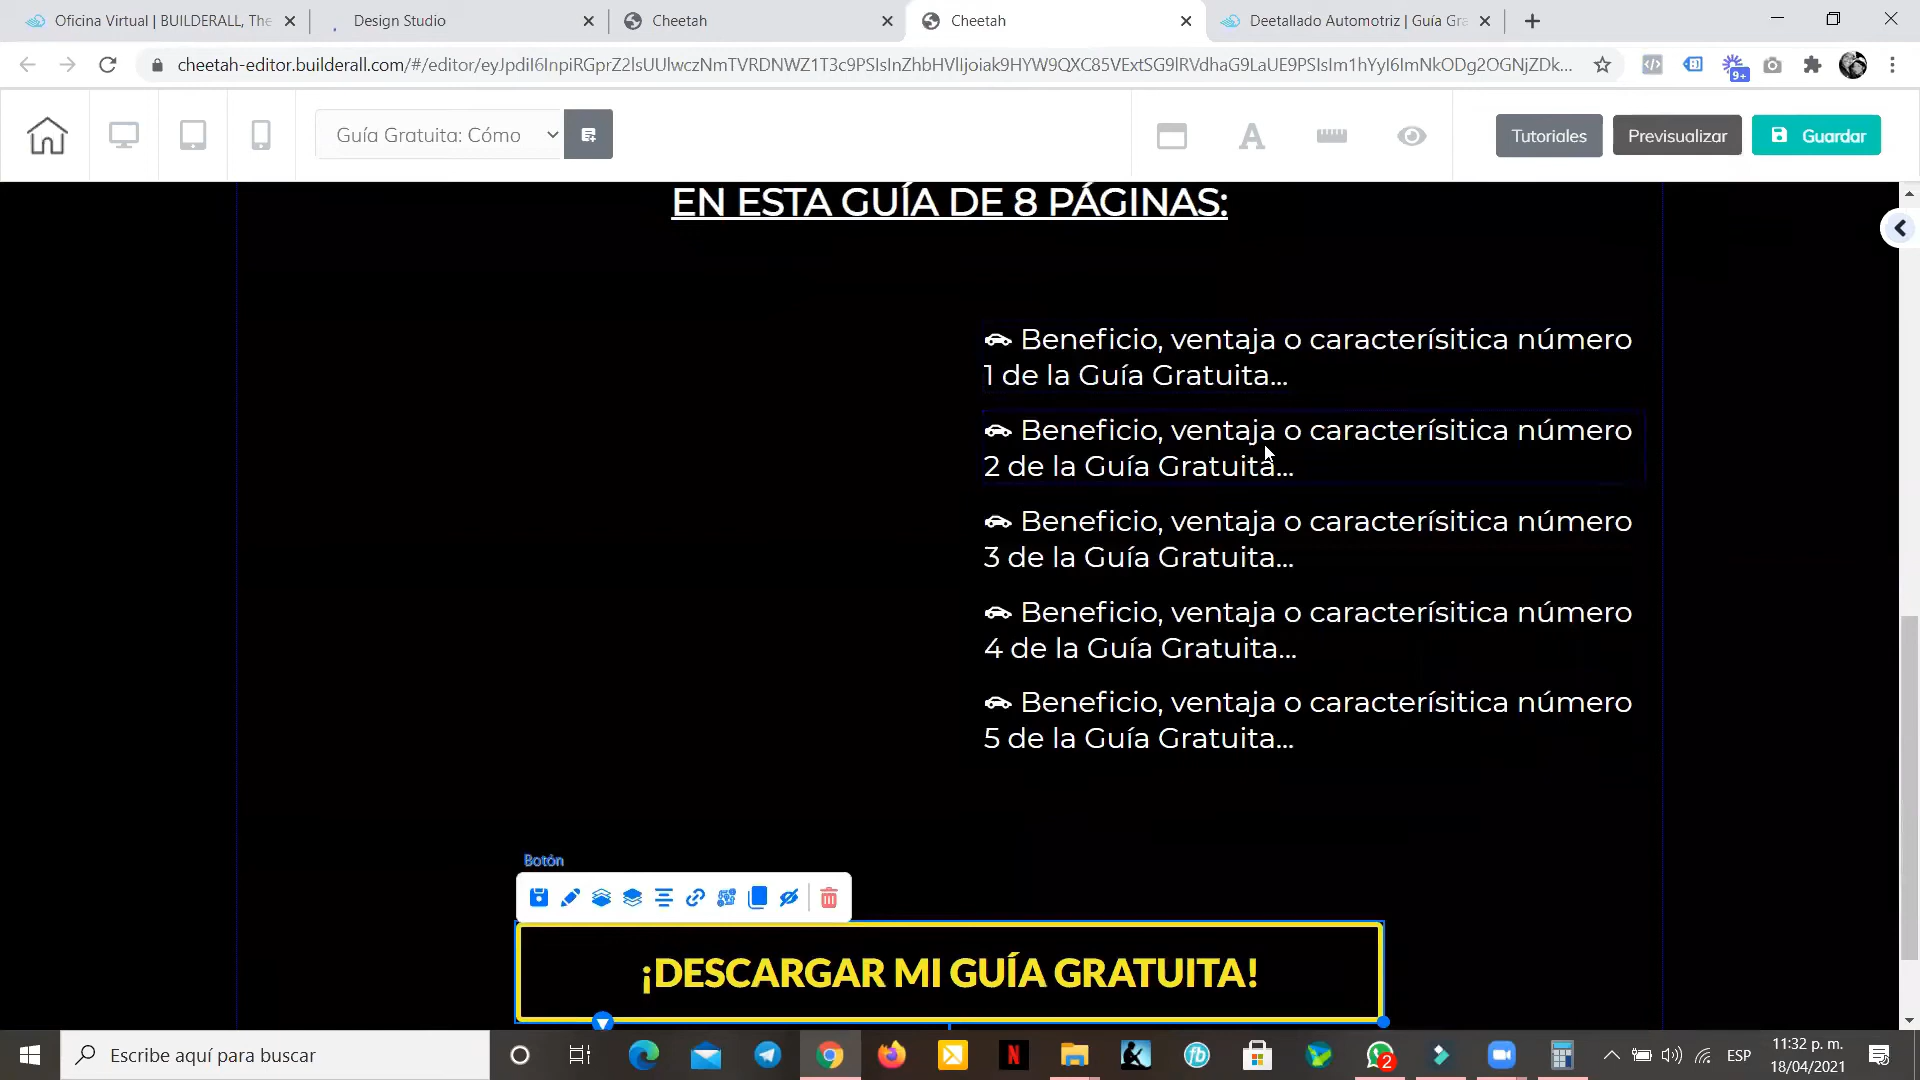 Oficina Virtual | BUILDERALL, The
Design Studio
Cheetah
Cheetah
Deetallado Automotriz | Guía Gra
cheetah-editor.builderall.com/#/editor/eyJpdiI6InpiRGprZ2lsUUlwczNmTVRDNWZ1T3c9PSIsInZhbHVlIjoiak9HYW9QXC85VExtSG9lRVdhaG9LaUE9PSIsIm1hYyI6ImNkODg2OGNjZDk...
9+
Guía Gratuita: Cómo
Tutoriales
Previsualizar
Guardar
EN ESTA GUÍA DE 8 PÁGINAS:
Beneficio, ventaja o caracterísitica número
1 de la Guía Gratuita...
Beneficio, ventaja o caracterísitica número
2 de la Guía Gratuita...
Beneficio, ventaja o caracterísitica número
3 de la Guía Gratuita...
Beneficio, ventaja o caracterísitica número
4 de la Guía Gratuita...
Beneficio, ventaja o caracterísitica número
5 de la Guía Gratuita...
Botón
¡DESCARGAR MI GUÍA GRATUITA!
Escribe aquí para buscar
N
fb
2
ESP
11:32 p. m.
18/04/2021